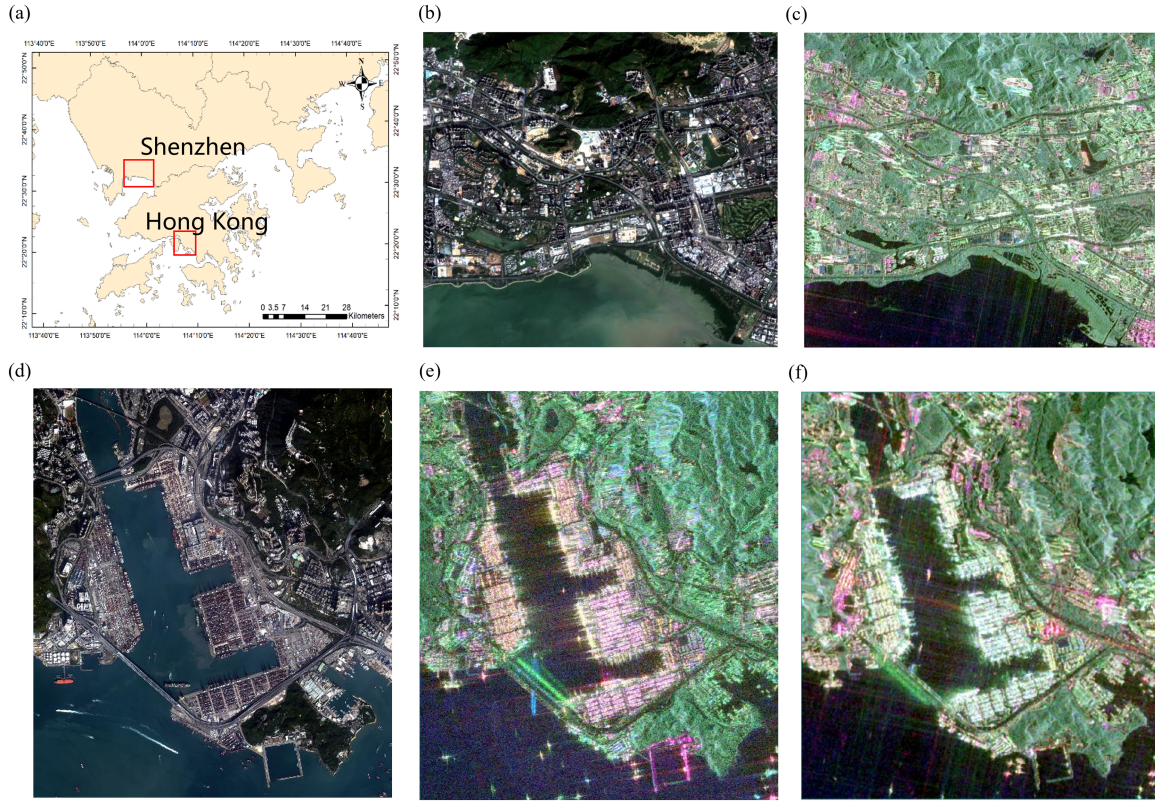 (a)
(b)
(c)
113°40'0"E 113°50'0"E 114°0'0"E 114°10'0"E 114°20'0"E 114°30'0"E 114°40'0"E
22°50'0"N 22°50'0"N
22°40'0"N 22°40'0"N
22°30'0"N 22°30'0"N
22°20'0"N 22°20'0"N
22°10'0"N 22°10'0"N
N
W E
S
Shenzhen
Hong Kong
0 3.5 7 14 21 28
Kilometers
113°40'0"E 113°50'0"E 114°0'0"E 114°10'0"E 114°20'0"E 114°30'0"E 114°40'0"E
(d)
(e)
(f)